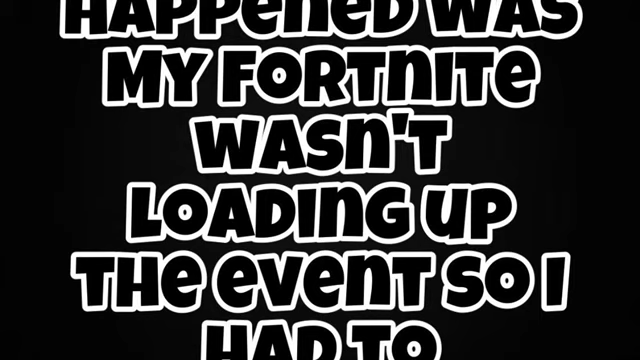 HAPPENED WAS
MY FORTNITE
WASN'T
LOADING UP
THE EVENT SO I
HAD TO